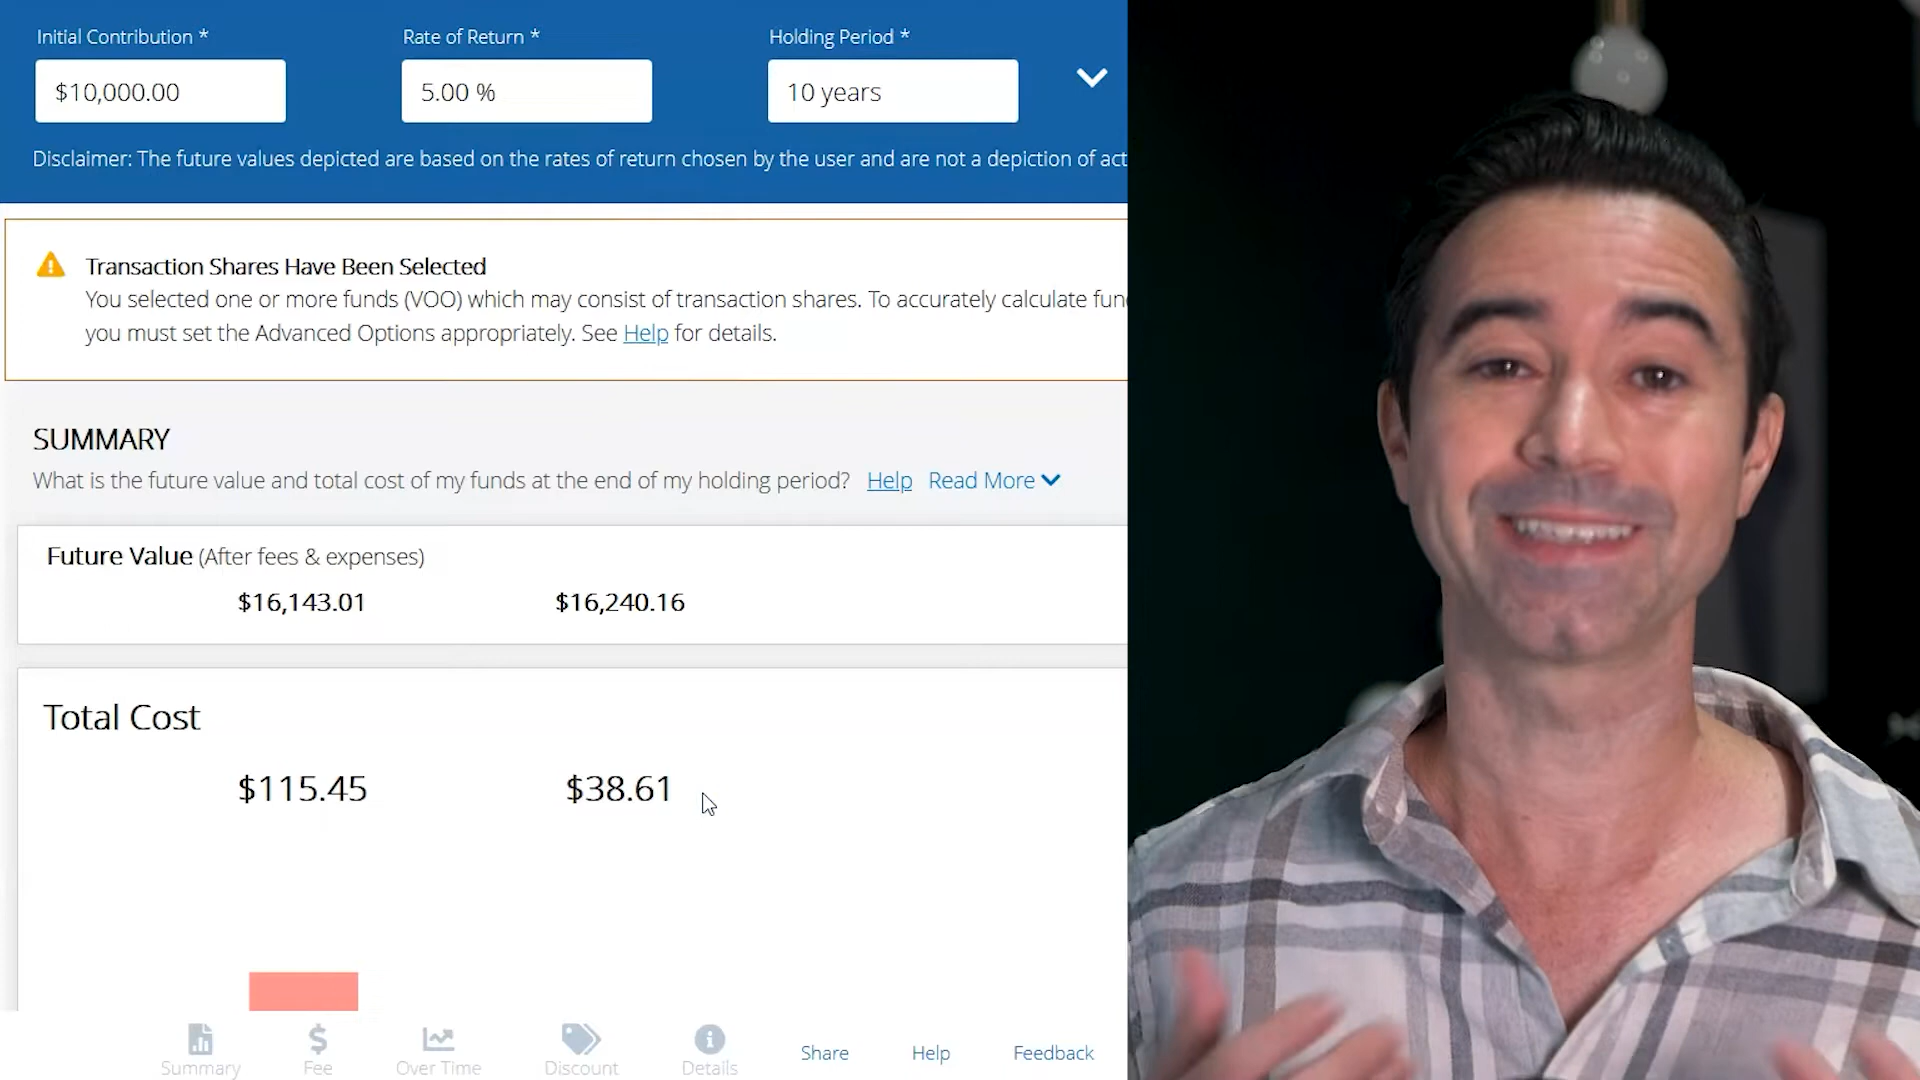 Initial Contribution *
Rate of Return *
Holding Period *
$10,000.00
5.00 %
10 years
Disclaimer: The future values depicted are based on the rates of return chosen by the user and are not a depiction of act
Transaction Shares Have Been Selected
You selected one or more funds (VOO) which may consist of transaction shares. To accurately calculate fun
you must set the Advanced Options appropriately. See Help for details.
SUMMARY
What is the future value and total cost of my funds at the end of my holding period? Help Read More
Future Value (After fees & expenses)
$16,143.01
$16,240.16
Total Cost
$115.45
$38.61
Summary
Fee
Over Time
Discount
Details
Share
Help
Feedback